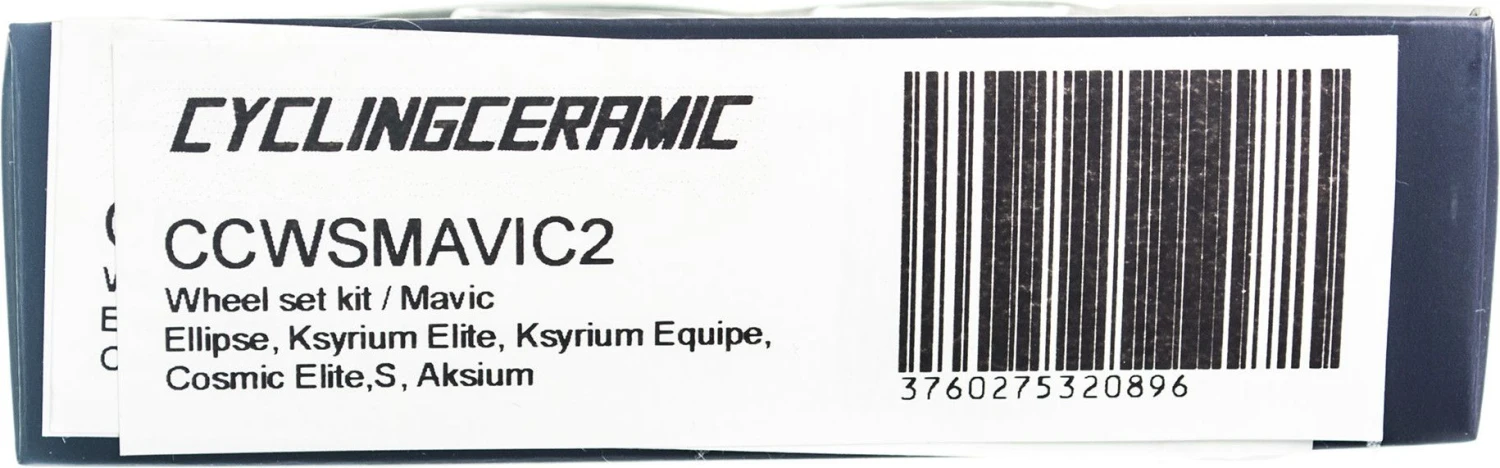 CYCLINGCERAMIC
CCWSMAVIC2
Wheel set kit / Mavic
Ellipse, Ksyrium Elite, Ksyrium Equipe,
Cosmic Elite,S, Aksium
3760275320896